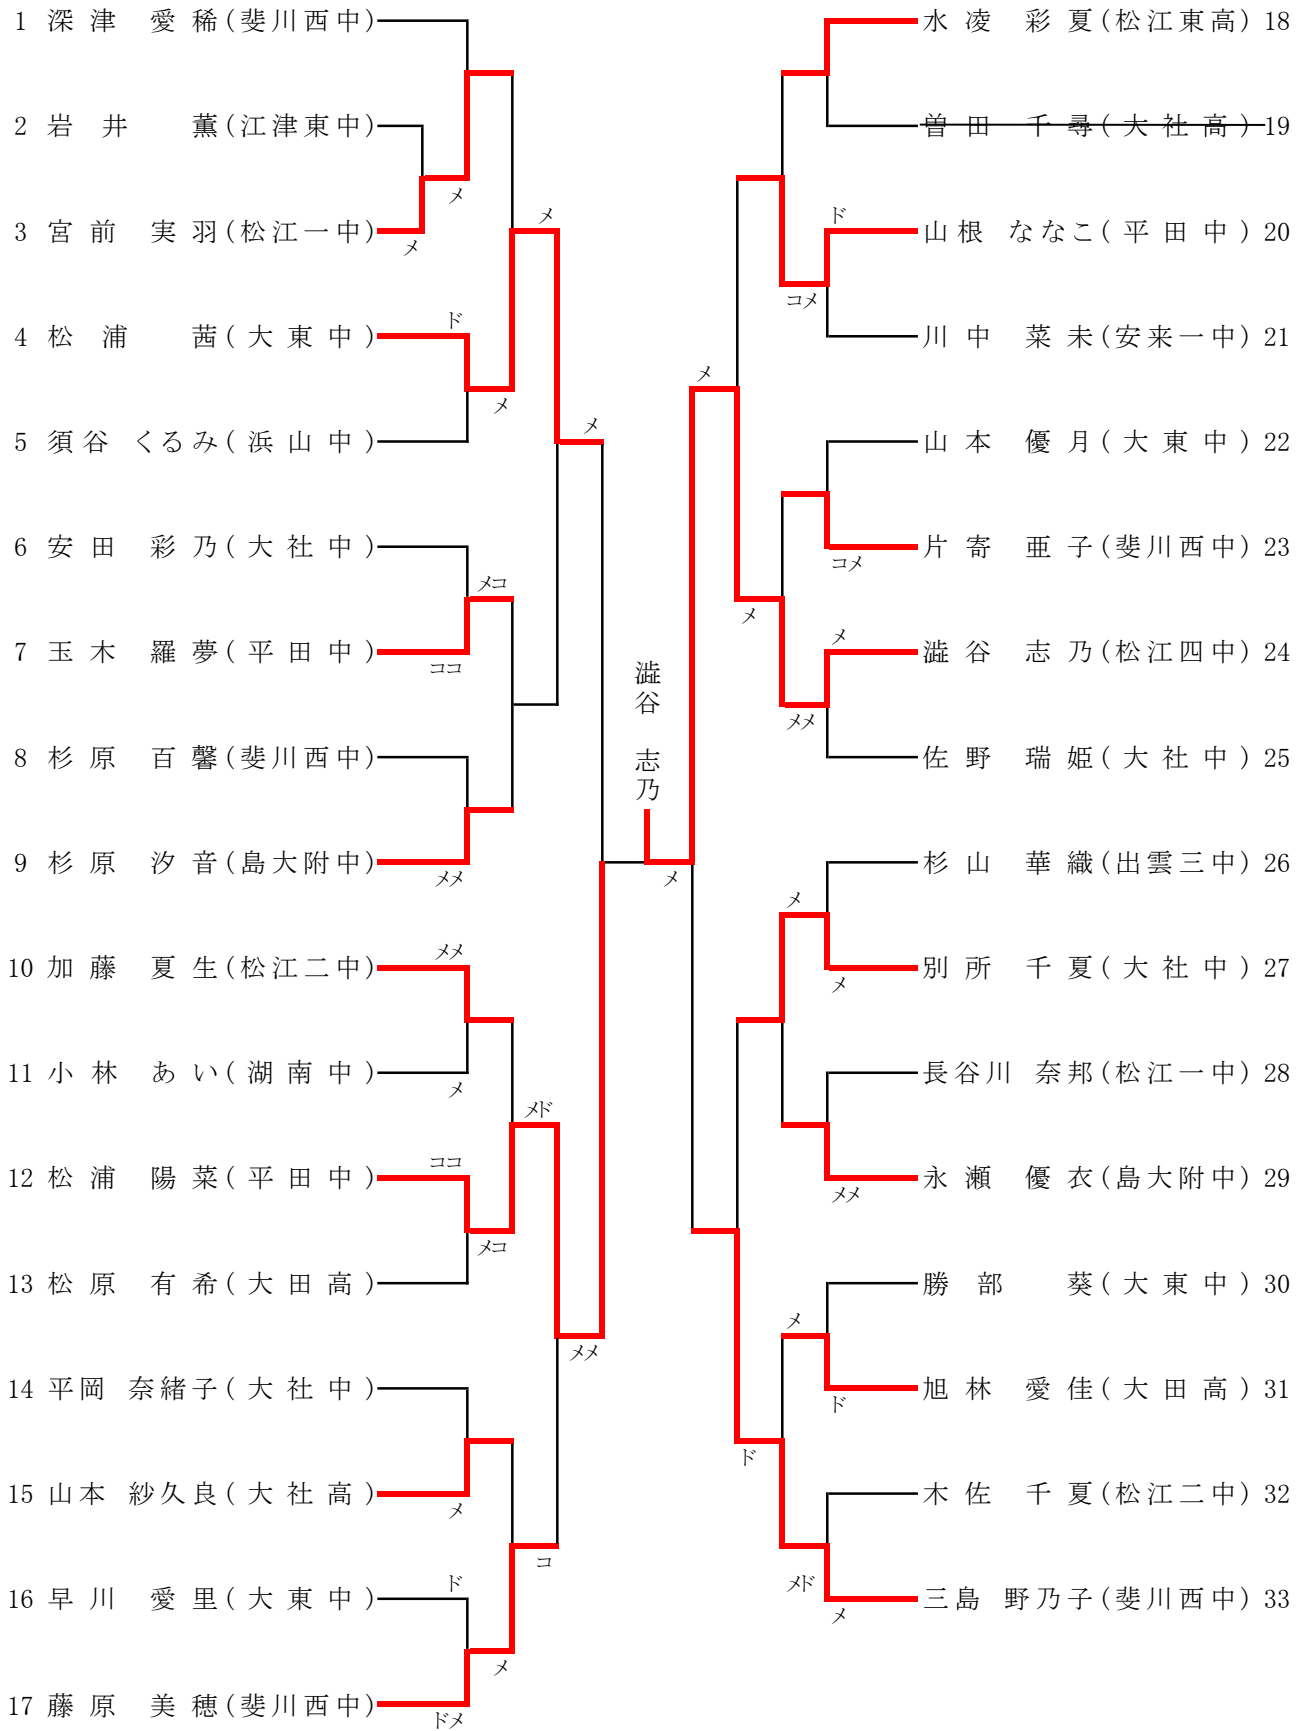 1 深津 愛稀(斐川西中)
2 岩井 薫(江津東中)
メ
3 宮前 実羽(松江一中)
メ
メ
ド
4 松浦 茜(大東中)
メ
メ
5 須谷 くるみ(浜山中)
6 安田 彩乃(大社中)
メコ
7 玉木 羅夢(平田中)
ココ
8 杉原 百馨(斐川西中)
9 杉原 汐音(島大附中)
メメ
メメ
10 加藤 夏生(松江二中)
11 小林 あい(湖南中)
メ
メド
ココ
12 松浦 陽菜(平田中)
メコ
13 松原 有希(大田高)
メメ
14 平岡 奈緒子(大社中)
15 山本 紗久良(大社高)
メ
コ
ド
16 早川 愛里(大東中)
メ
17 藤原 美穂(斐川西中)
ドメ
澁谷 志乃
メ
水凌 彩夏(松江東高) 18
曽田 千尋(大社高) 19
ド
山根 ななこ(平田中) 20
コメ
川中 菜未(安来一中) 21
メ
山本 優月(大東中) 22
片寄 亜子(斐川西中) 23
コメ
メ
メ
澁谷 志乃(松江四中) 24
メメ
佐野 瑞姫(大社中) 25
杉山 華織(出雲三中) 26
メ
別所 千夏(大社中) 27
メ
長谷川 奈邦(松江一中) 28
永瀬 優衣(島大附中) 29
メメ
勝部 葵(大東中) 30
メ
旭林 愛佳(大田高) 31
ド
ド
木佐 千夏(松江二中) 32
メド
三島 野乃子(斐川西中) 33
メ